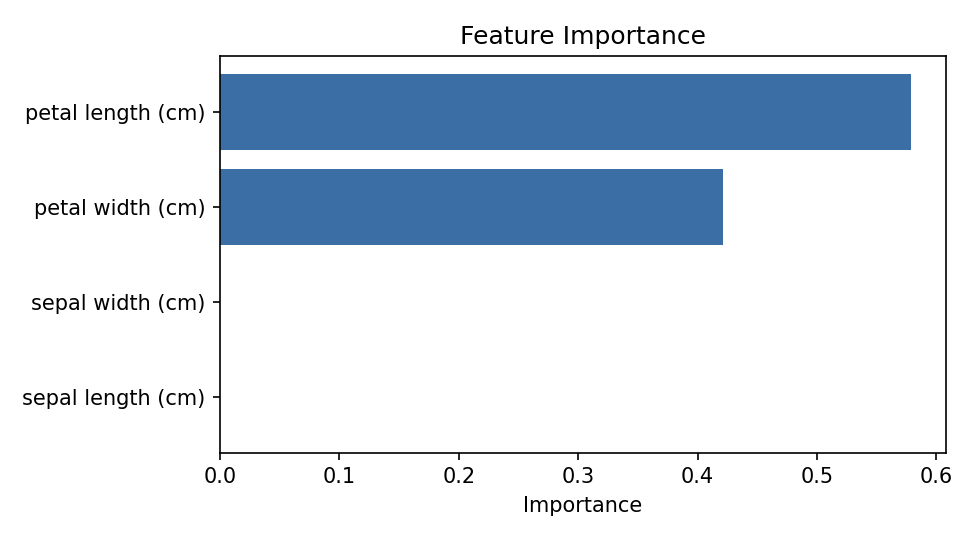 Feature Importance
petal length (cm)
petal width (cm)
sepal width (cm)
sepal length (cm)
0.0 0.1 0.2 0.3 0.4 0.5 0.6
Importance